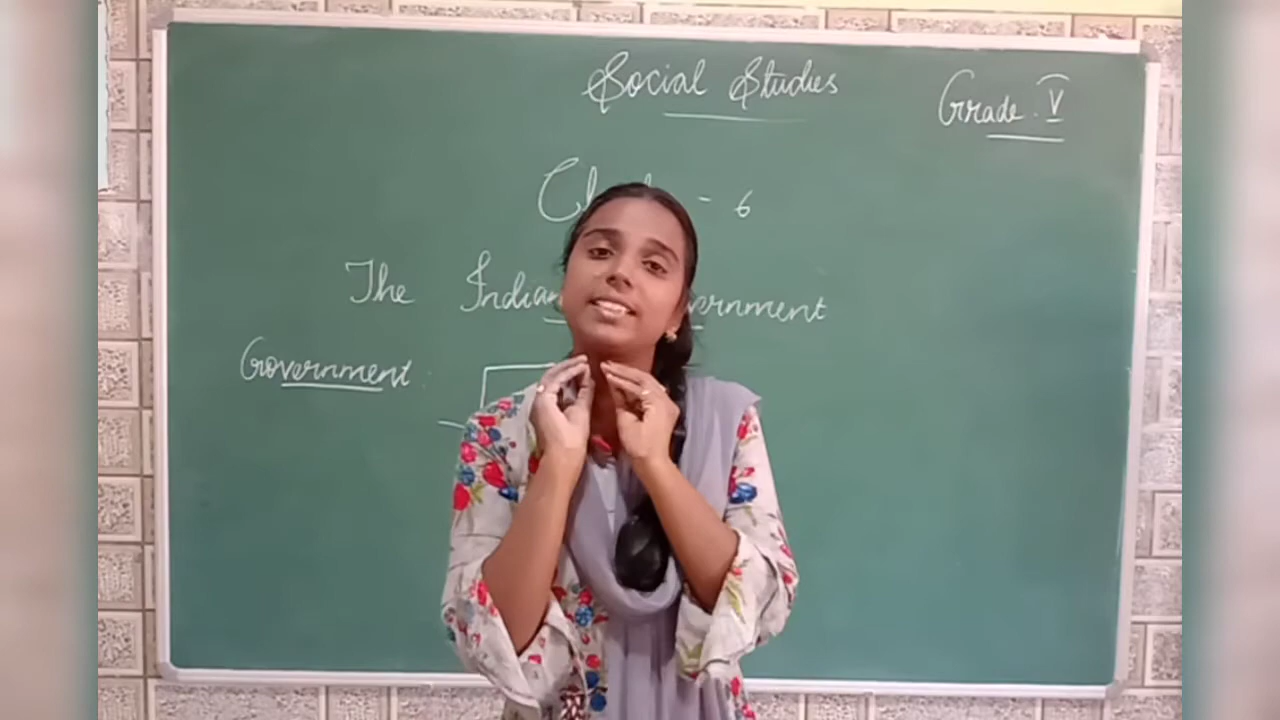 Social Studies
Grade. V
- 6
The Indian
Government